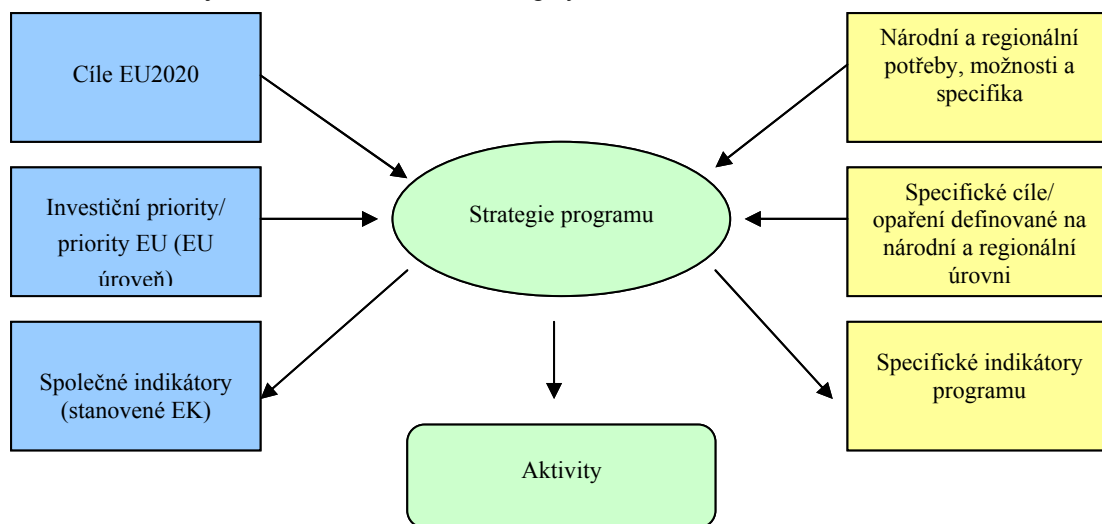 Cíle EU2020
Národní a regionální
potřeby, možnosti a
specifika
Investiční priority/
priority EU (EU
úroveň)
Strategie programu
Specifické cíle/
opaření definované na
národní a regionální
úrovni
Společné indikátory
(stanovené EK)
Specifické indikátory
programu
Aktivity